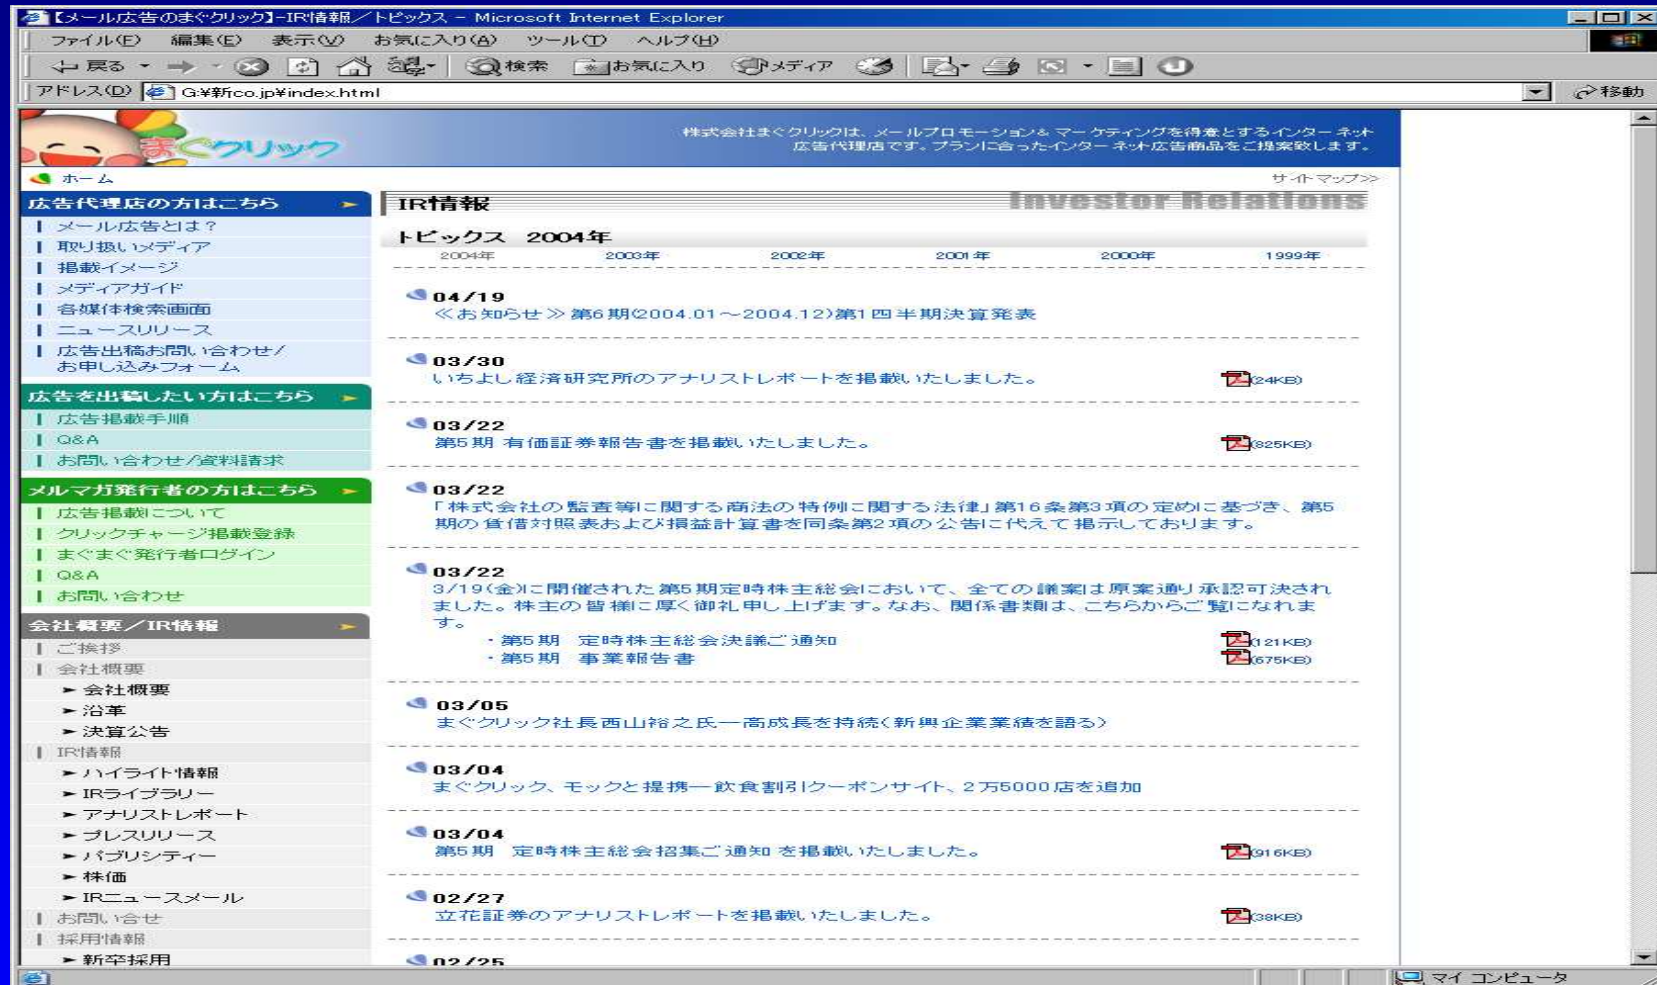 【メール広告のまぐクリック】-IR情報/トピックス - Microsoft Internet Explorer
ファイル(F) 編集(E) 表示(V) お気に入り(A) ツール(T) ヘルプ(H)
戻る 検索 お気に入り メディア
アドレス(D) G:¥新co.jp¥index.html 移動
まぐクリック
株式会社まぐクリックは、メールプロモーション&マーケティングを得意とするインターネット
広告代理店です。プランに合ったインターネット広告商品をご提案致します。
ホーム
サイトマップ>>
広告代理店の方はこちら
メール広告とは?
取り扱いメディア
掲載イメージ
メディアガイド
各媒体検索画面
ニュースリリース
広告出稿お問い合わせ/
お申し込みフォーム
広告を出稿したい方はこちら
広告掲載手順
Q&A
お問い合わせ/資料請求
メルマガ発行者の方はこちら
広告掲載について
クリックチャージ掲載登録
まぐまぐ発行者ログイン
Q&A
お問い合わせ
会社概要/IR情報
ご挨拶
会社概要
会社概要
沿革
決算公告
IR情報
ハイライト情報
IRライブラリー
アナリストレポート
プレスリリース
パブリシティー
株価
IRニュースメール
お問い合せ
採用情報
新卒採用
IR情報 Investor Relations
トピックス 2004年
2004年 2003年 2002年 2001年 2000年 1999年
04/19
≪お知らせ≫第6期(2004.01~2004.12)第1四半期決算発表
03/30
いちよし経済研究所のアナリストレポートを掲載いたしました。 (24KB)
03/22
第5期 有価証券報告書を掲載いたしました。 (825KB)
03/22
「株式会社の監査等に関する商法の特例に関する法律」第16条第3項の定めに基づき、第5
期の貸借対照表および損益計算書を同条第2項の公告に代えて掲示しております。
03/22
3/19(金)に開催された第5期定時株主総会において、全ての議案は原案通り承認可決され
ました。株主の皆様に厚く御礼申し上げます。なお、関係書類は、こちらからご覧になれま
す。
・第5期 定時株主総会決議ご通知 (121KB)
・第5期 事業報告書 (675KB)
03/05
まぐクリック社長西山裕之氏―高成長を持続(新興企業業績を語る)
03/04
まぐクリック、モックと提携―飲食割引クーポンサイト、2万5000店を追加
03/04
第5期 定時株主総会招集ご通知 を掲載いたしました。 (916KB)
02/27
立花証券のアナリストレポートを掲載いたしました。 (38KB)
02/25
マイ コンピュータ